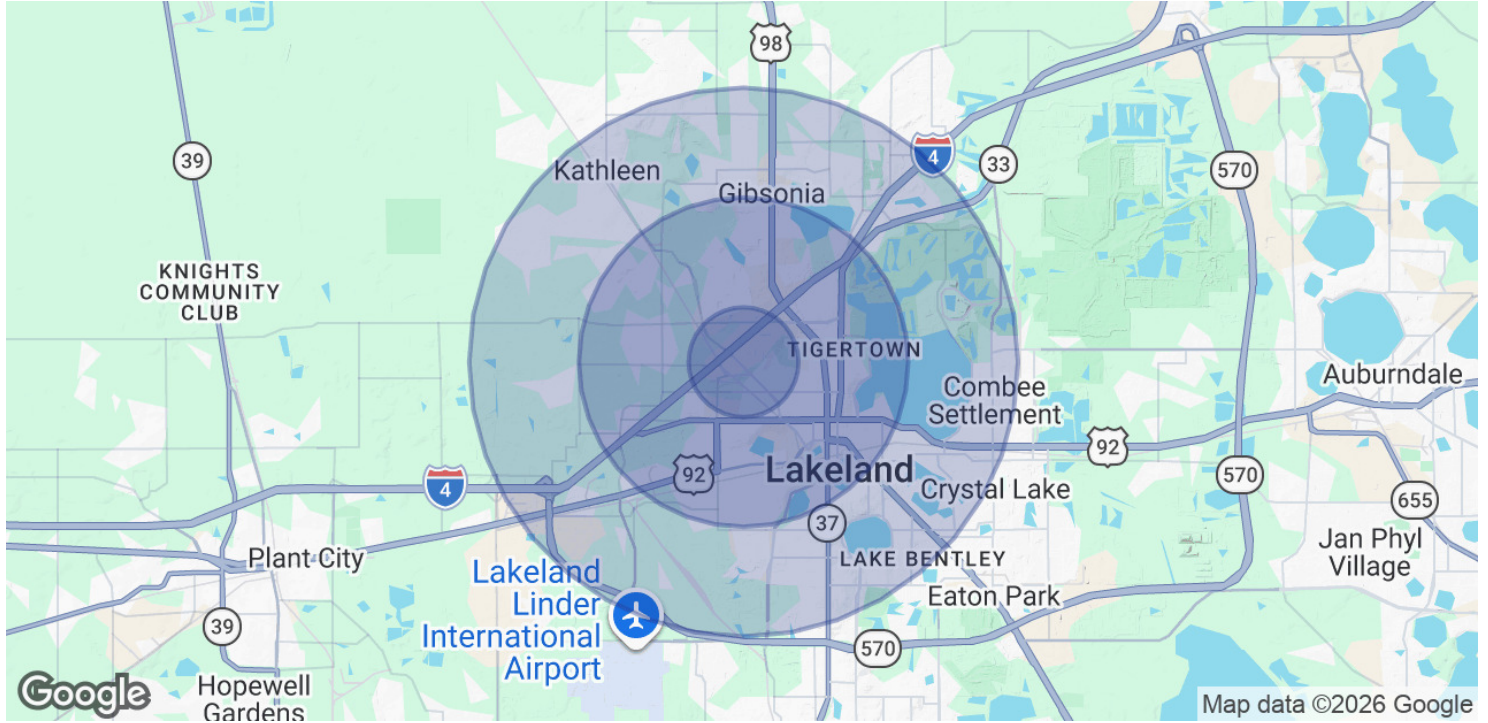 98
4
33
39
570
Kathleen
Gibsonia
KNIGHTS
COMMUNITY
CLUB
TIGERTOWN
Combee
Settlement
Auburndale
92
92
Lakeland
Crystal Lake
570
4
655
37
Plant City
LAKE BENTLEY
Jan Phyl
Village
Lakeland
Linder
International
Airport
Eaton Park
39
570
Hopewell
Gardens
Google
Map data ©2026 Google